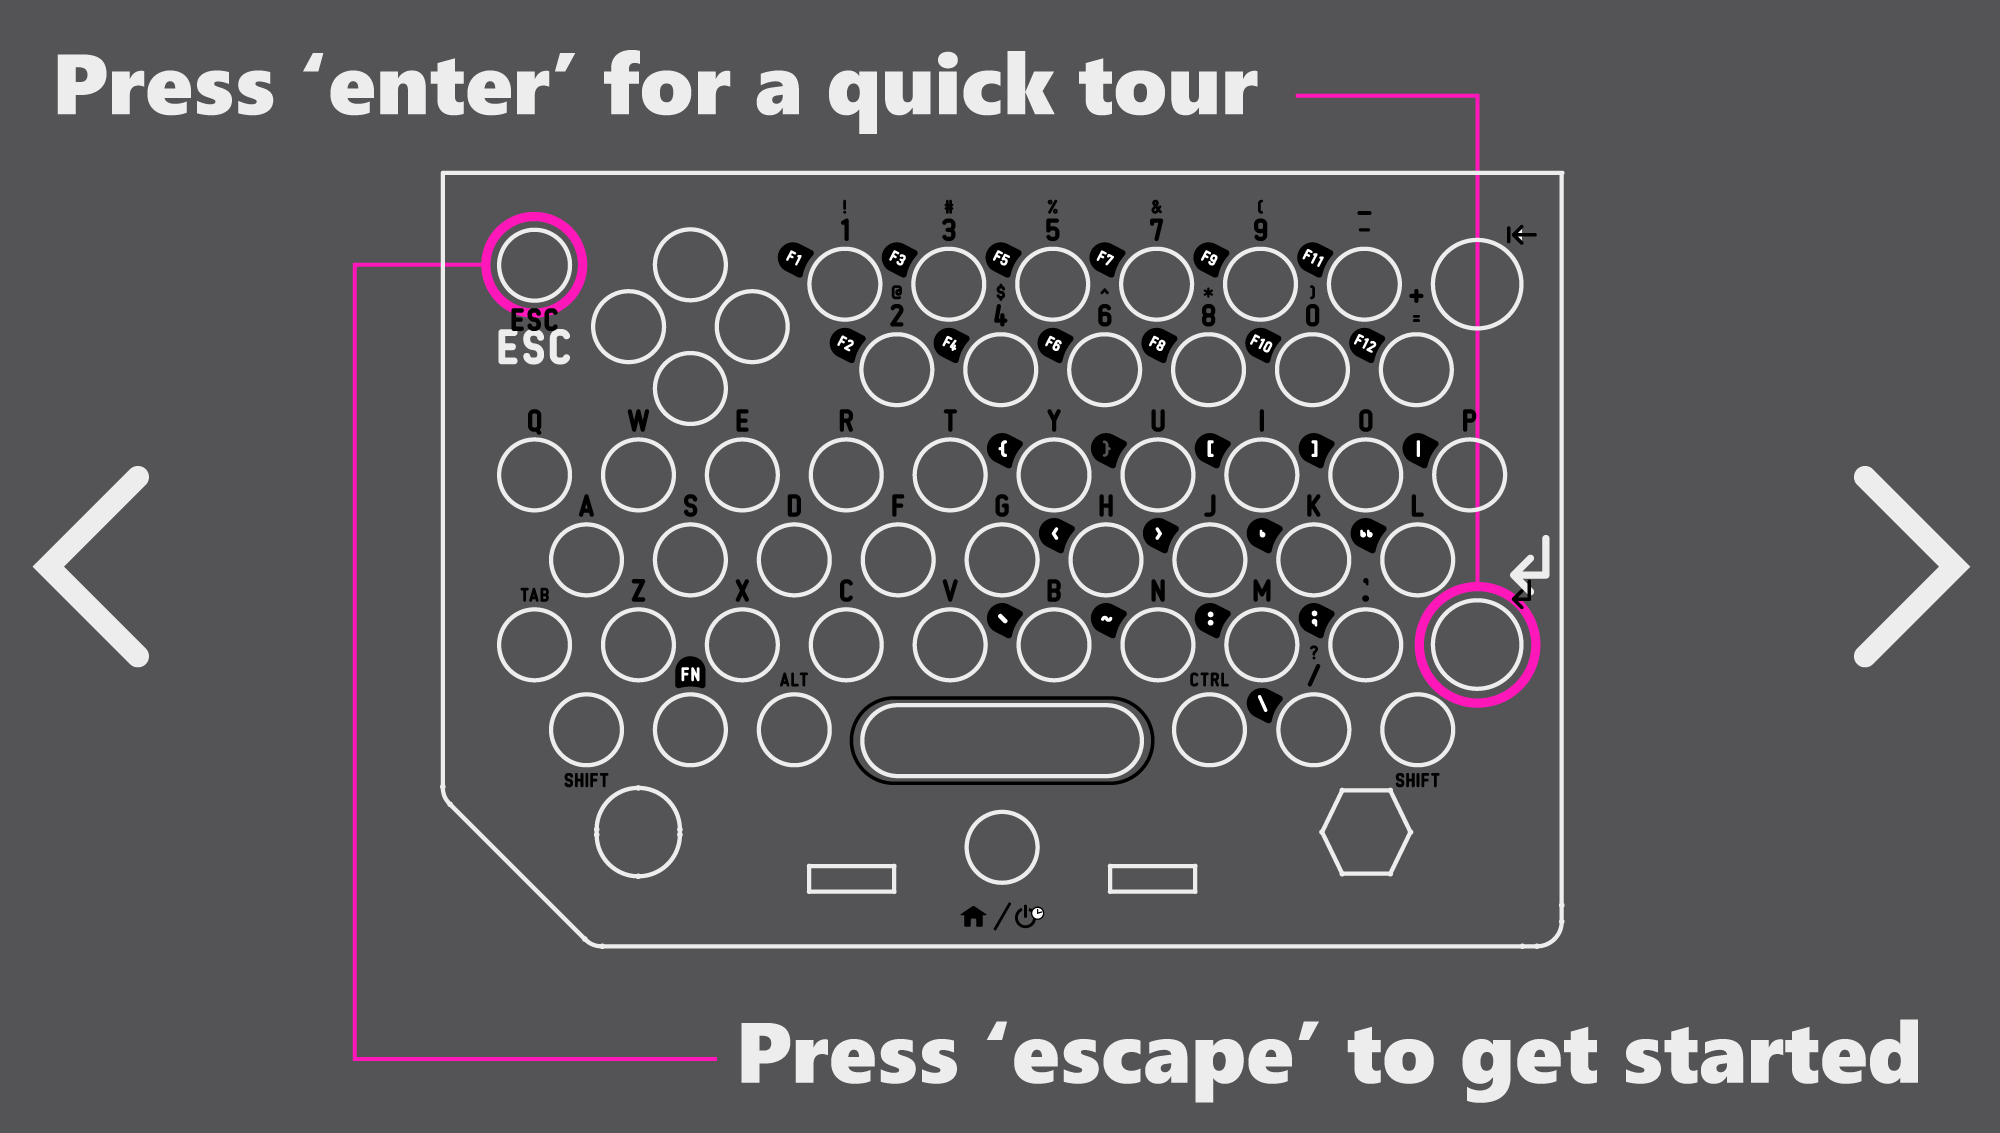 Press ‘enter’ for a quick tour
! # % & ( _
1 3 5 7 9 -
F1 F3 F5 F7 F9 F11
@ $ ^ * ) +
2 4 6 8 0 =
ESC
ESC
F2 F4 F6 F8 F10 F12
Q W E R T Y U I O P
{ } [ ] |
A S D F G H J K L
< > ‘ “
TAB Z X C V B N M
` ~ : ;
FN ALT CTRL ? /
\
SHIFT SHIFT
/
Press ‘escape’ to get started